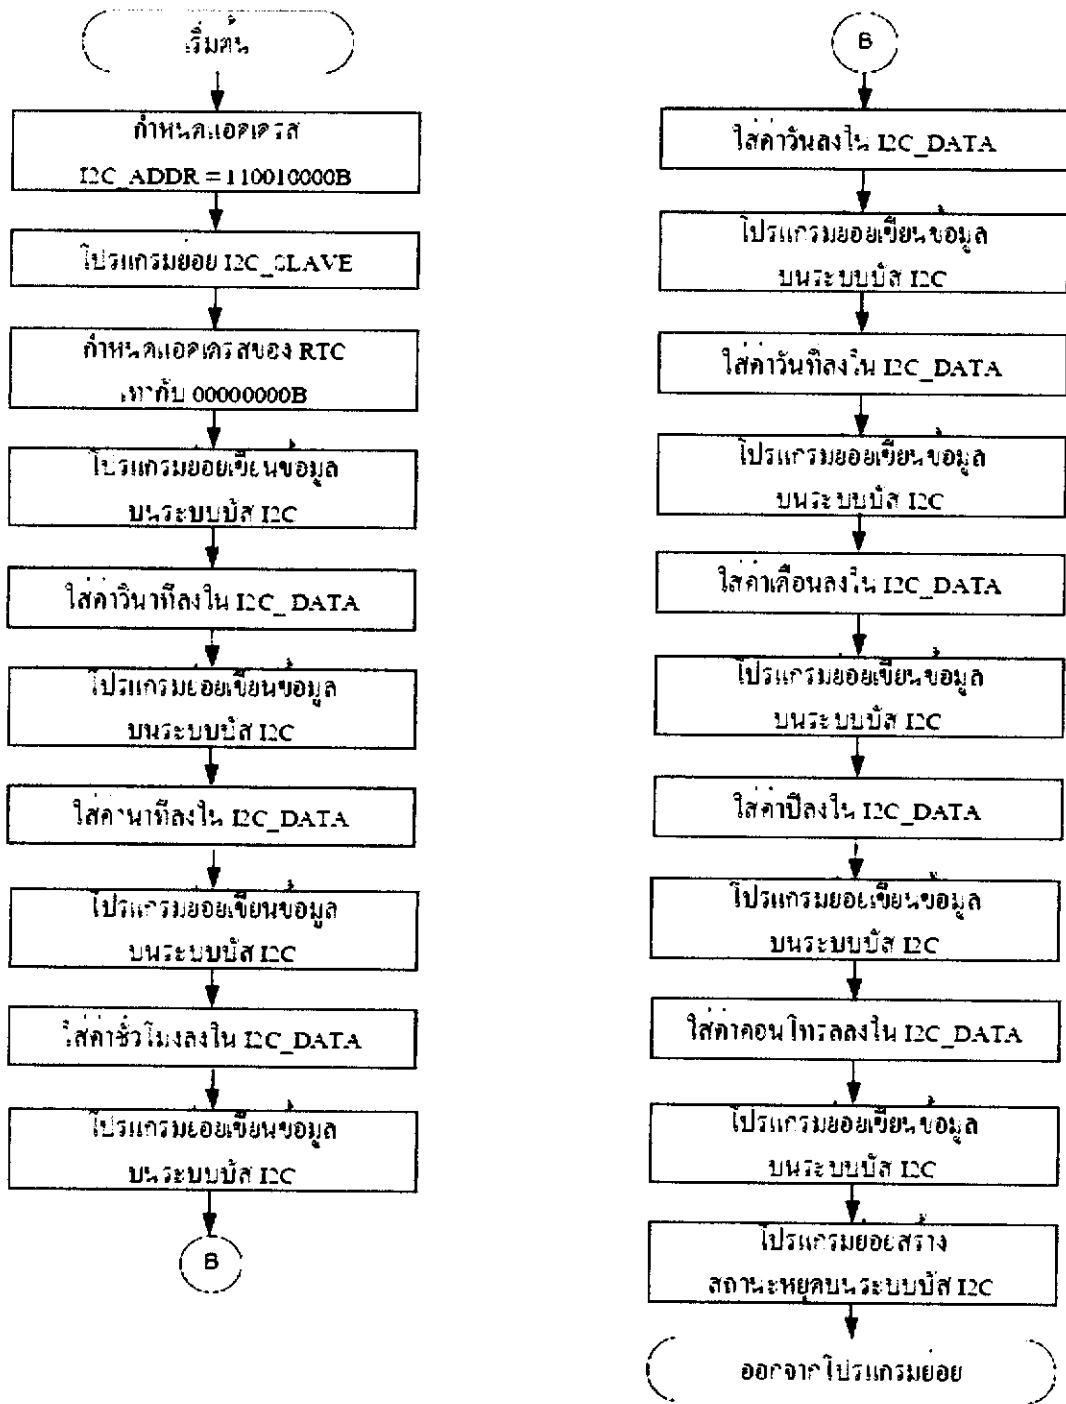 เริ่มต้น
กำหนดแอดเดรส
I2C_ADDR = 110010000B
โปรแกรมย่อย I2C_SLAVE
กำหนดแอดเดรสของ RTC
เท่ากับ 00000000B
โปรแกรมย่อยเขียนข้อมูล
บนระบบบัส I2C
ใส่ค่าวินาทีลงใน I2C_ DATA
โปรแกรมย่อยเขียนข้อมูล
บนระบบบัส I2C
ใส่ค่านาทีลงใน I2C_DATA
โปรแกรมย่อยเขียนข้อมูล
บนระบบบัส I2C
ใส่ค่าชั่วโมงลงใน I2C_DATA
โปรแกรมย่อยเขียนข้อมูล
บนระบบบัส I2C
B
B
ใส่ค่าวันลงใน I2C_DATA
โปรแกรมย่อยเขียนข้อมูล
บนระบบบัส I2C
ใส่ค่าวันที่ลงใน I2C_DATA
โปรแกรมย่อยเขียนข้อมูล
บนระบบบัส I2C
ใส่ค่าเดือนลงใน I2C_DATA
โปรแกรมย่อยเขียนข้อมูล
บนระบบบัส I2C
ใส่ค่าปีลงใน I2C_DATA
โปรแกรมย่อยเขียนข้อมูล
บนระบบบัส I2C
ใส่ค่าคอนโทรลลงใน I2C_DATA
โปรแกรมย่อยเขียนข้อมูล
บนระบบบัส I2C
โปรแกรมย่อยสร้าง
สถานะหยุดบนระบบบัส I2C
ออกจากโปรแกรมย่อย